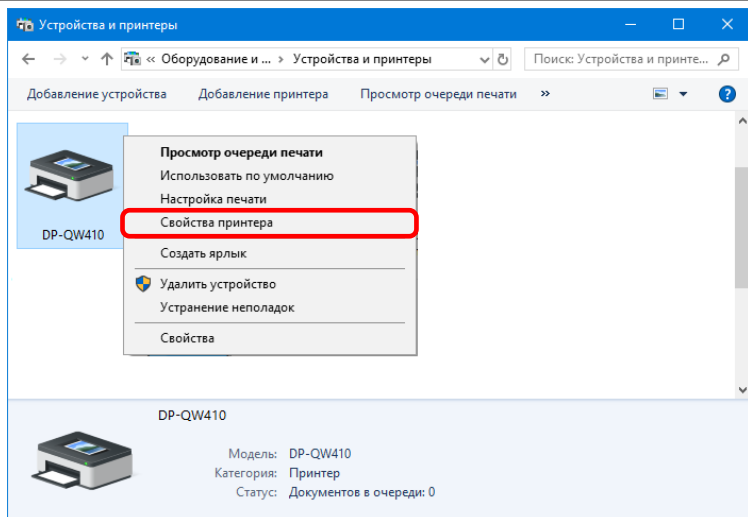 Устройства и принтеры
« Оборудование и ... › Устройства и принтеры
Поиск: Устройства и принте...
Добавление устройства Добавление принтера Просмотр очереди печати »
DP-QW410
Просмотр очереди печати
Использовать по умолчанию
Настройка печати
Свойства принтера
Создать ярлык
Удалить устройство
Устранение неполадок
Свойства
DP-QW410
Модель: DP-QW410
Категория: Принтер
Статус: Документов в очереди: 0